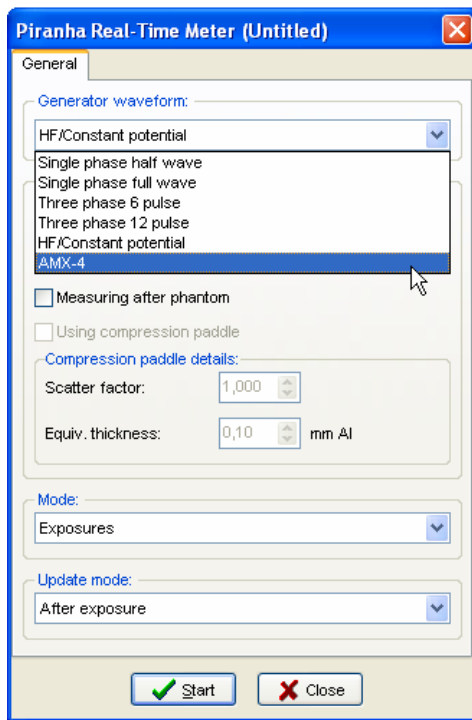 Piranha Real-Time Meter (Untitled)
General
Generator waveform:
HF/Constant potential
Single phase half wave
Single phase full wave
Three phase 6 pulse
Three phase 12 pulse
HF/Constant potential
AMX-4
Measuring after phantom
Using compression paddle
Compression paddle details:
Scatter factor: 1,000
Equiv. thickness: 0,10 mm Al
Mode:
Exposures
Update mode:
After exposure
Start Close